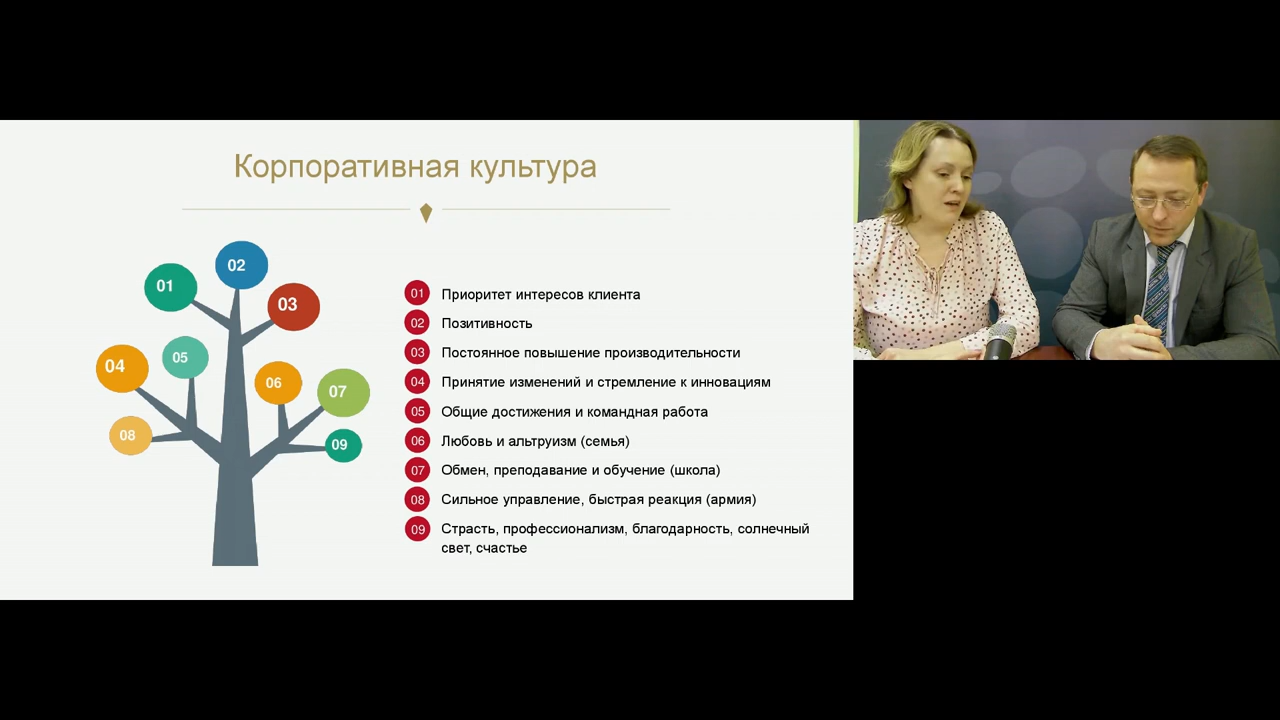 Корпоративная культура
01
02
03
04
05
06
07
08
09
01 Приоритет интересов клиента
02 Позитивность
03 Постоянное повышение производительности
04 Принятие изменений и стремление к инновациям
05 Общие достижения и командная работа
06 Любовь и альтруизм (семья)
07 Обмен, преподавание и обучение (школа)
08 Сильное управление, быстрая реакция (армия)
09 Страсть, профессионализм, благодарность, солнечный
свет, счастье